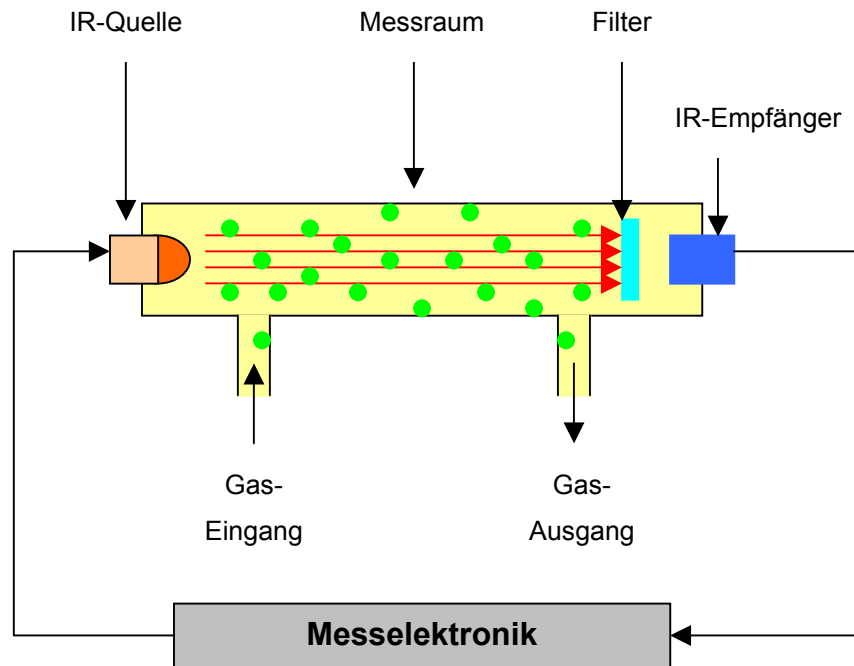 IR-Quelle
Messraum
Filter
IR-Empfänger
Gas-
Eingang
Gas-
Ausgang
Messelektronik